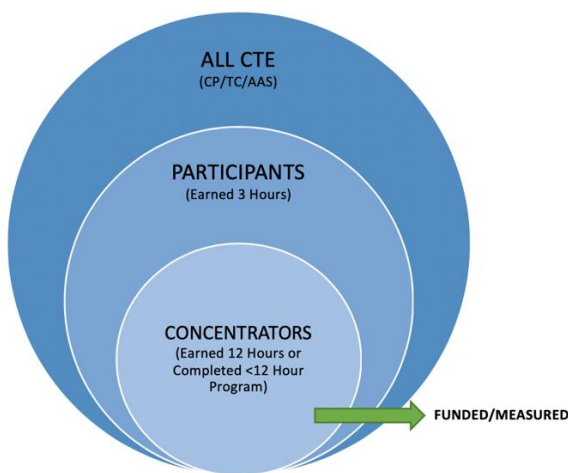 ALL CTE
(CP/TC/AAS)
PARTICIPANTS
(Earned 3 Hours)
CONCENTRATORS
(Earned 12 Hours or
Completed <12 Hour
Program)
FUNDED/MEASURED